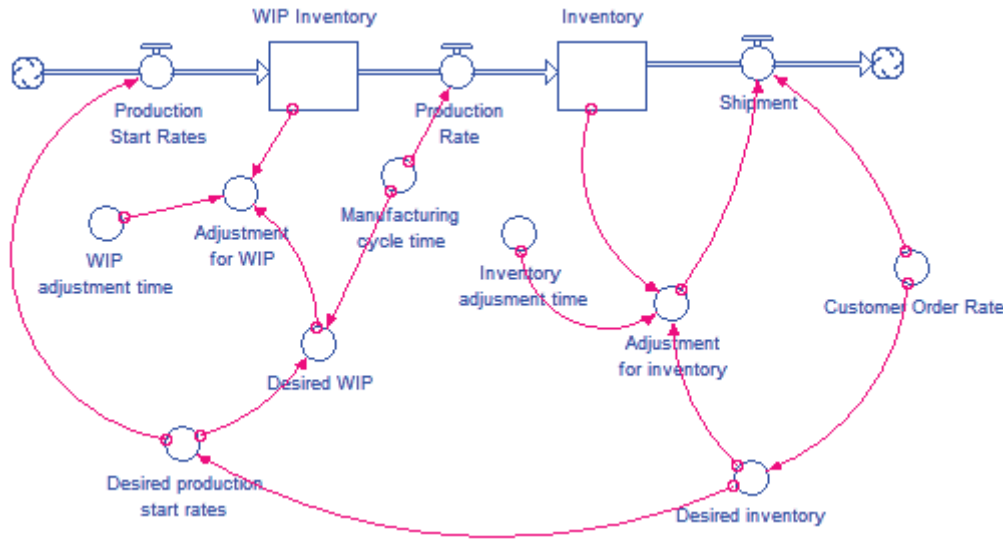 WIP Inventory
Inventory
Production
Start Rates
Production
Rate
Shipment
Manufacturing
cycle time
Adjustment
for WIP
WIP
adjustment time
Inventory
adjusment time
Customer Order Rate
Adjustment
for inventory
Desired WIP
Desired production
start rates
Desired inventory